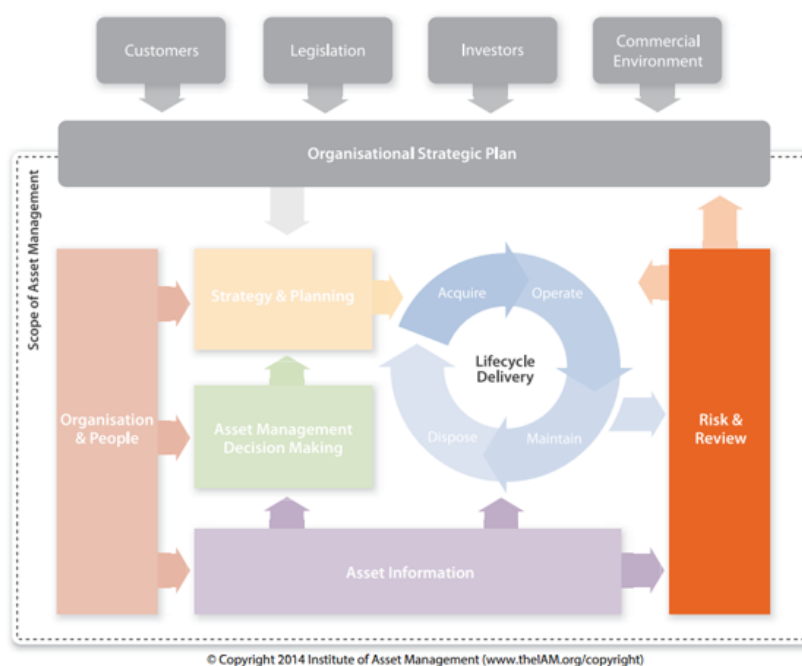 Customers
Legislation
Investors
Commercial
Environment
Organisational Strategic Plan
Scope of Asset Management
Strategy & Planning
Acquire
Operate
Lifecycle
Delivery
Organisation
& People
Asset Management
Decision Making
Dispose
Maintain
Risk &
Review
Asset Information
© Copyright 2014 Institute of Asset Management (www.theIAM.org/copyright)